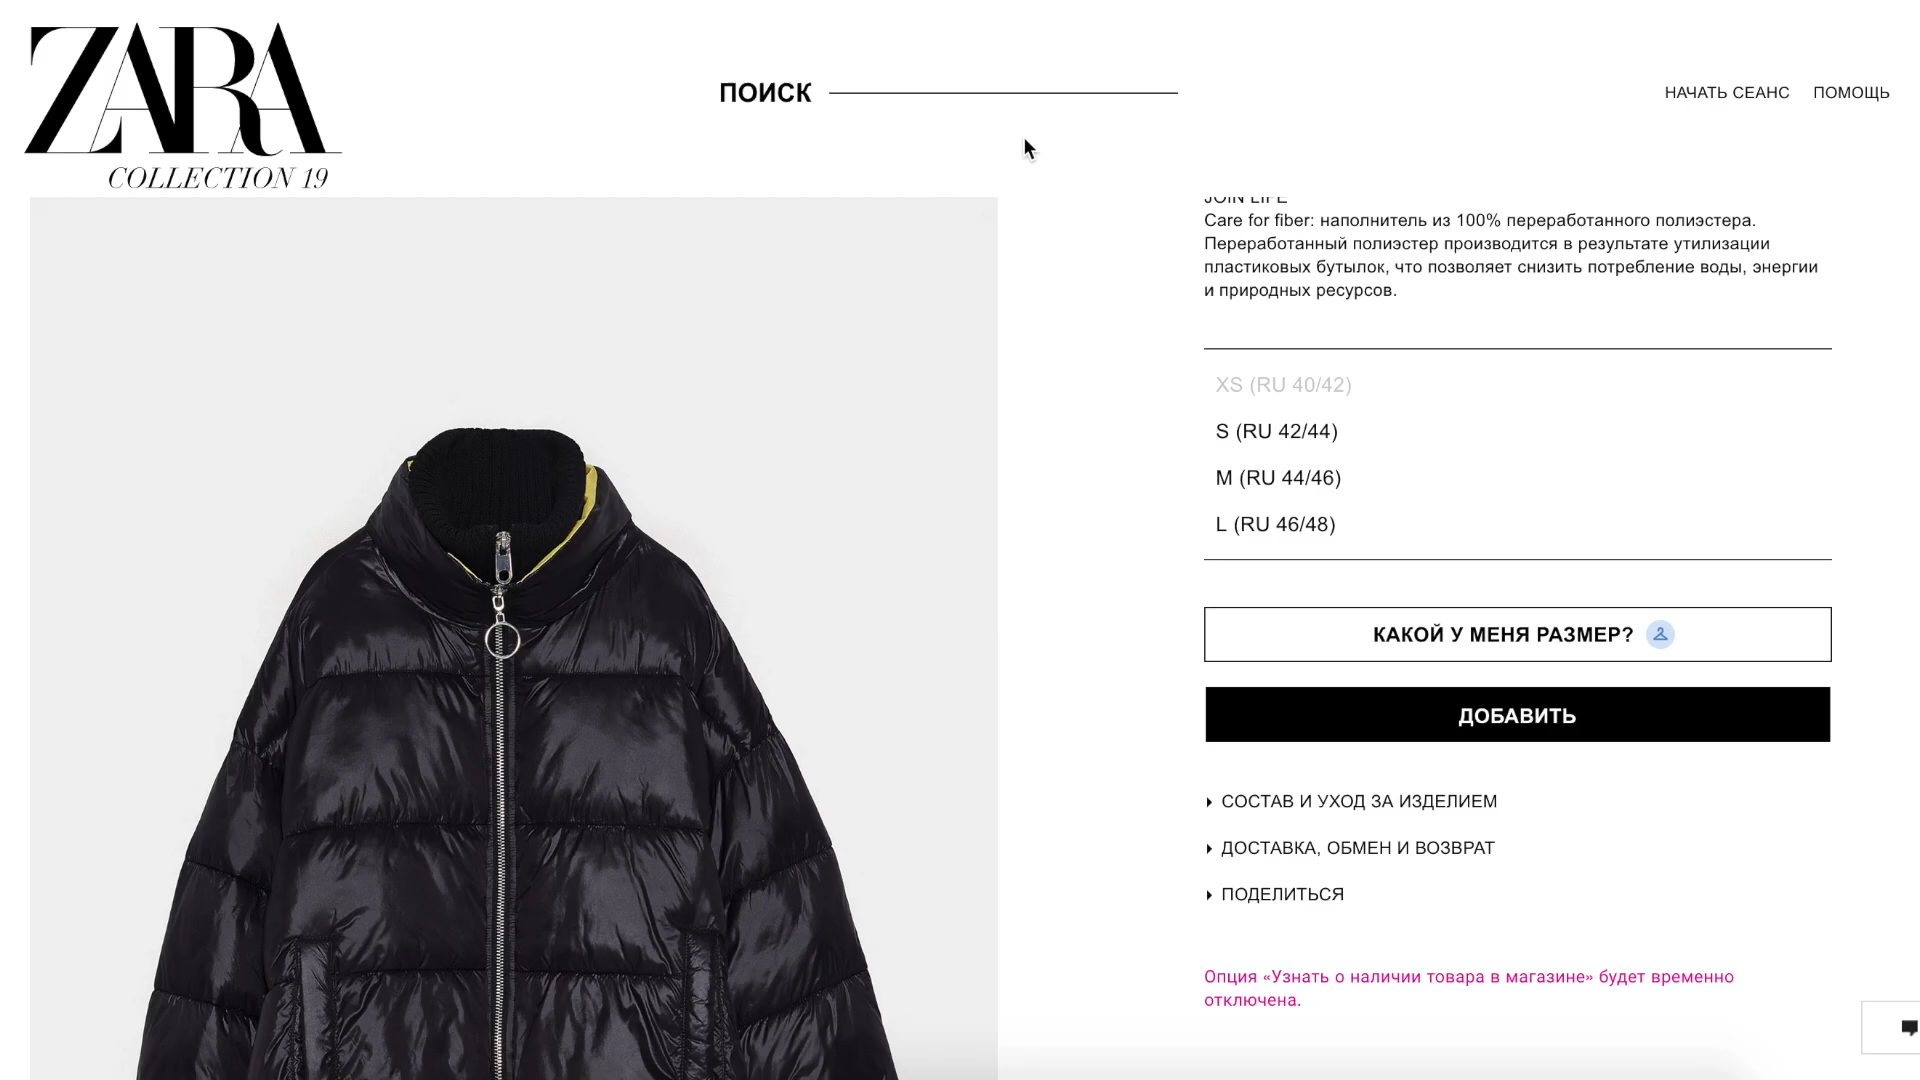 ZARA
COLLECTION 19
ПОИСК
НАЧАТЬ СЕАНС
ПОМОЩЬ
JOIN LIFE
Care for fiber: наполнитель из 100% переработанного полиэстера.
Переработанный полиэстер производится в результате утилизации
пластиковых бутылок, что позволяет снизить потребление воды, энергии
и природных ресурсов.
XS (RU 40/42)
S (RU 42/44)
M (RU 44/46)
L (RU 46/48)
КАКОЙ У МЕНЯ РАЗМЕР?
ДОБАВИТЬ
СОСТАВ И УХОД ЗА ИЗДЕЛИЕМ
ДОСТАВКА, ОБМЕН И ВОЗВРАТ
ПОДЕЛИТЬСЯ
Опция «Узнать о наличии товара в магазине» будет временно
отключена.